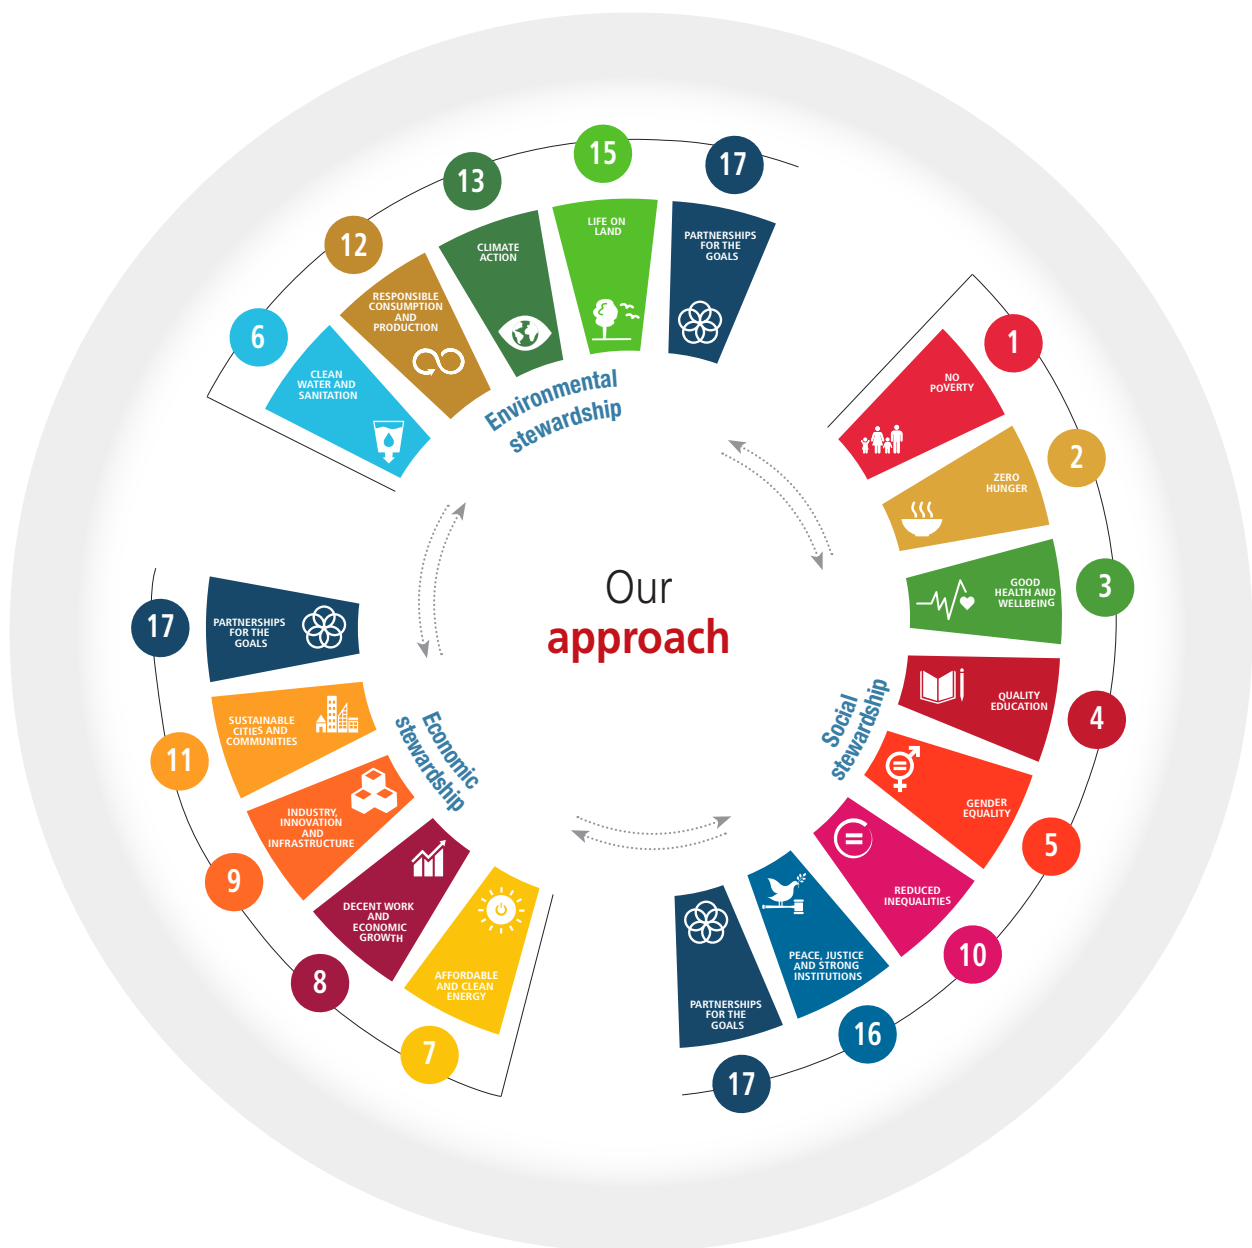 Our
approach
Environmental
stewardship
6
CLEAN
WATER AND
SANITATION
12
RESPONSIBLE
CONSUMPTION
AND
PRODUCTION
13
CLIMATE
ACTION
15
LIFE ON
LAND
17
PARTNERSHIPS
FOR THE
GOALS
Social
stewardship
1
NO
POVERTY
2
ZERO
HUNGER
3
GOOD
HEALTH AND
WELLBEING
4
QUALITY
EDUCATION
5
GENDER
EQUALITY
10
REDUCED
INEQUALITIES
16
PEACE, JUSTICE
AND STRONG
INSTITUTIONS
17
PARTNERSHIPS
FOR THE
GOALS
Economic
stewardship
7
AFFORDABLE
AND CLEAN
ENERGY
8
DECENT WORK
AND
ECONOMIC
GROWTH
9
INDUSTRY,
INNOVATION
AND
INFRASTRUCTURE
11
SUSTAINABLE
CITIES AND
COMMUNITIES
17
PARTNERSHIPS
FOR THE
GOALS